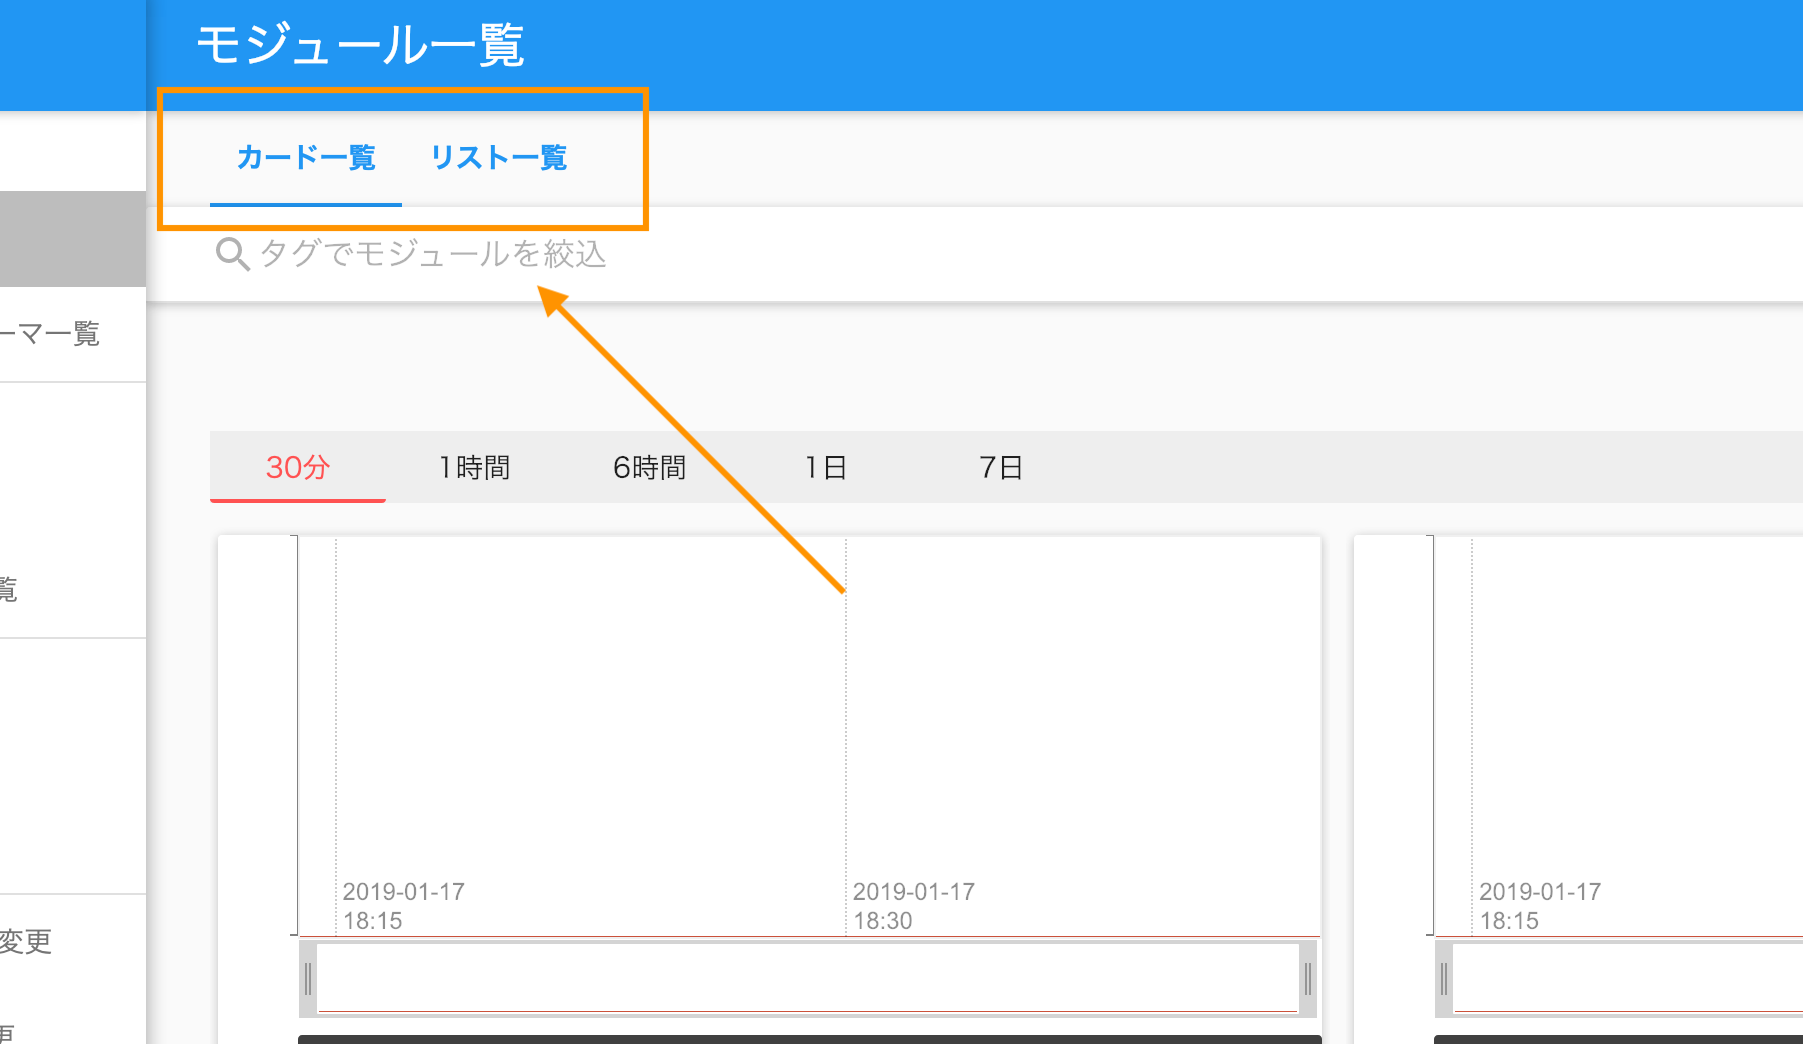 モジュール一覧
カード一覧 リスト一覧
タグでモジュールを絞込
ーマ一覧
30分 1時間 6時間 1日 7日
覧
2019-01-17
18:15
2019-01-17
18:30
2019-01-17
18:15
変更
更